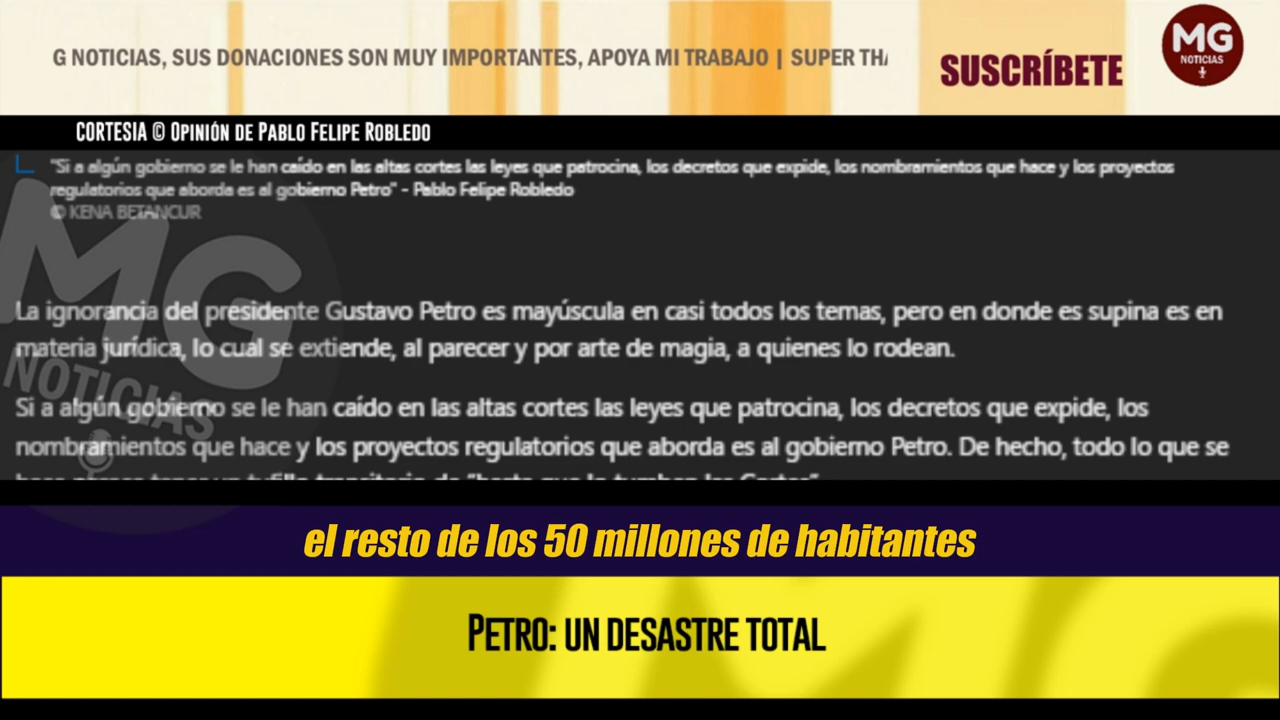 G NOTICIAS, SUS DONACIONES SON MUY IMPORTANTES, APOYA MI TRABAJO | SUPER THA
SUSCRÍBETE
MG
NOTICIAS
CORTESIA © OPINIÓN DE PABLO FELIPE ROBLEDO
"Si a algún gobierno se le han caído en las altas cortes las leyes que patrocina, los decretos que expide, los nombramientos que hace y los proyectos
regulatorios que aborda es al gobierno Petro" - Pablo Felipe Robledo
© KENA BETANCUR
MG
NOTICIAS
La ignorancia del presidente Gustavo Petro es mayúscula en casi todos los temas, pero en donde es supina es en
materia jurídica, lo cual se extiende, al parecer y por arte de magia, a quienes lo rodean.
Si a algún gobierno se le han caído en las altas cortes las leyes que patrocina, los decretos que expide, los
nombramientos que hace y los proyectos regulatorios que aborda es al gobierno Petro. De hecho, todo lo que se
el resto de los 50 millones de habitantes
PETRO: UN DESASTRE TOTAL